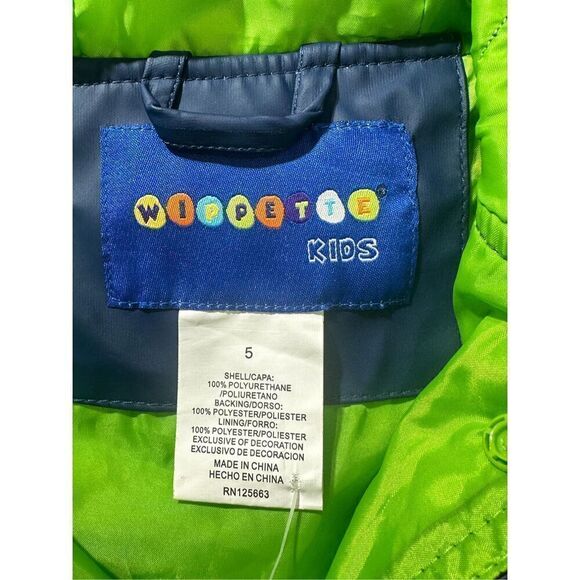 WIPPETTE®
KIDS
5
SHELL/CAPA:
100% POLYURETHANE
/POLIURETANO
BACKING/DORSO:
100% POLYESTER/POLIESTER
LINING/FORRO:
100% POLYESTER/POLIESTER
EXCLUSIVE OF DECORATION
EXCLUSIVO DE DECORACION
MADE IN CHINA
HECHO EN CHINA
RN125663